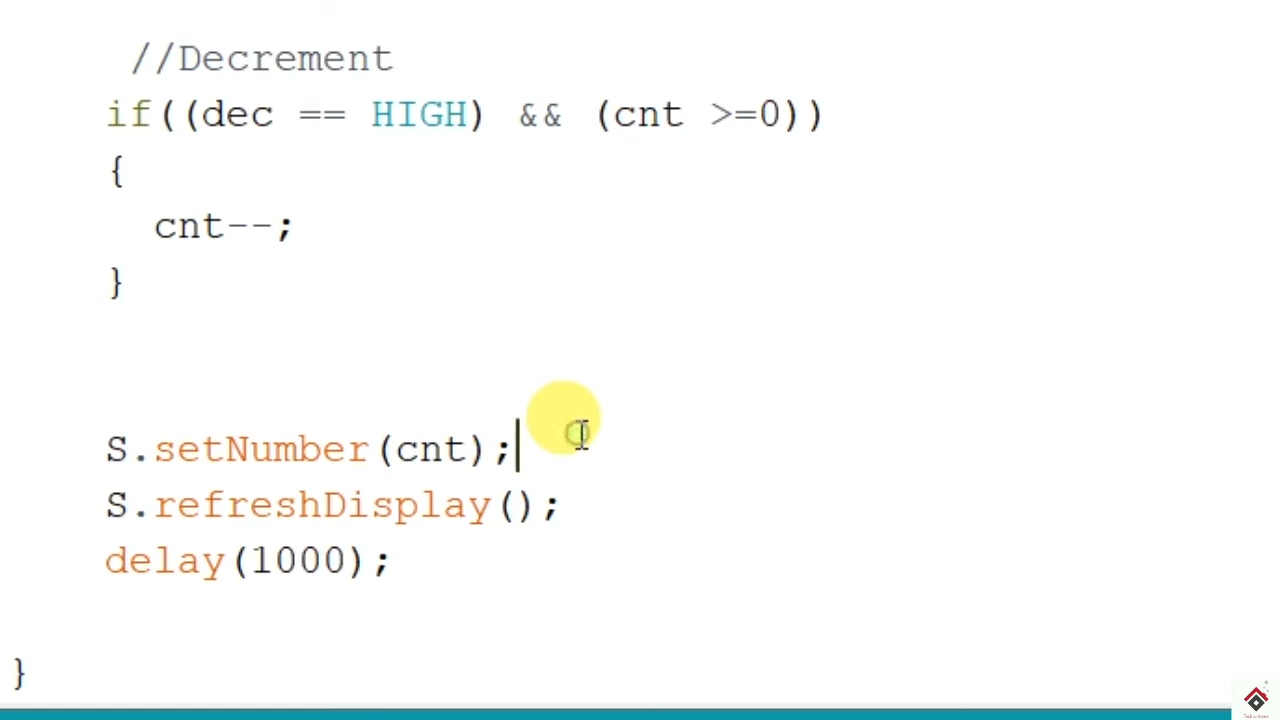 //Decrement
if((dec == HIGH) && (cnt >=0))
{
cnt--;
}
S.setNumber(cnt);
S.refreshDisplay();
delay(1000);
}